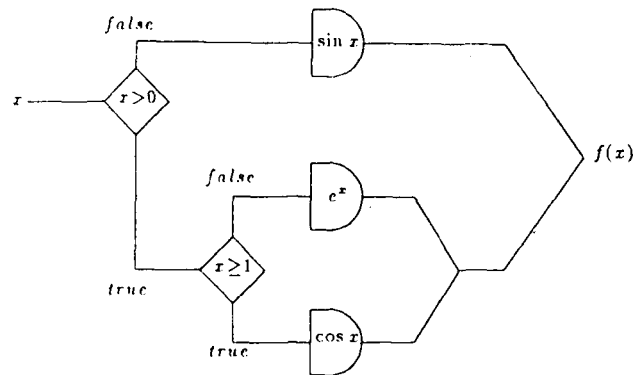 false
sin x
x
x>0
f(x)
false
e^x
x≥1
true
true
cos x